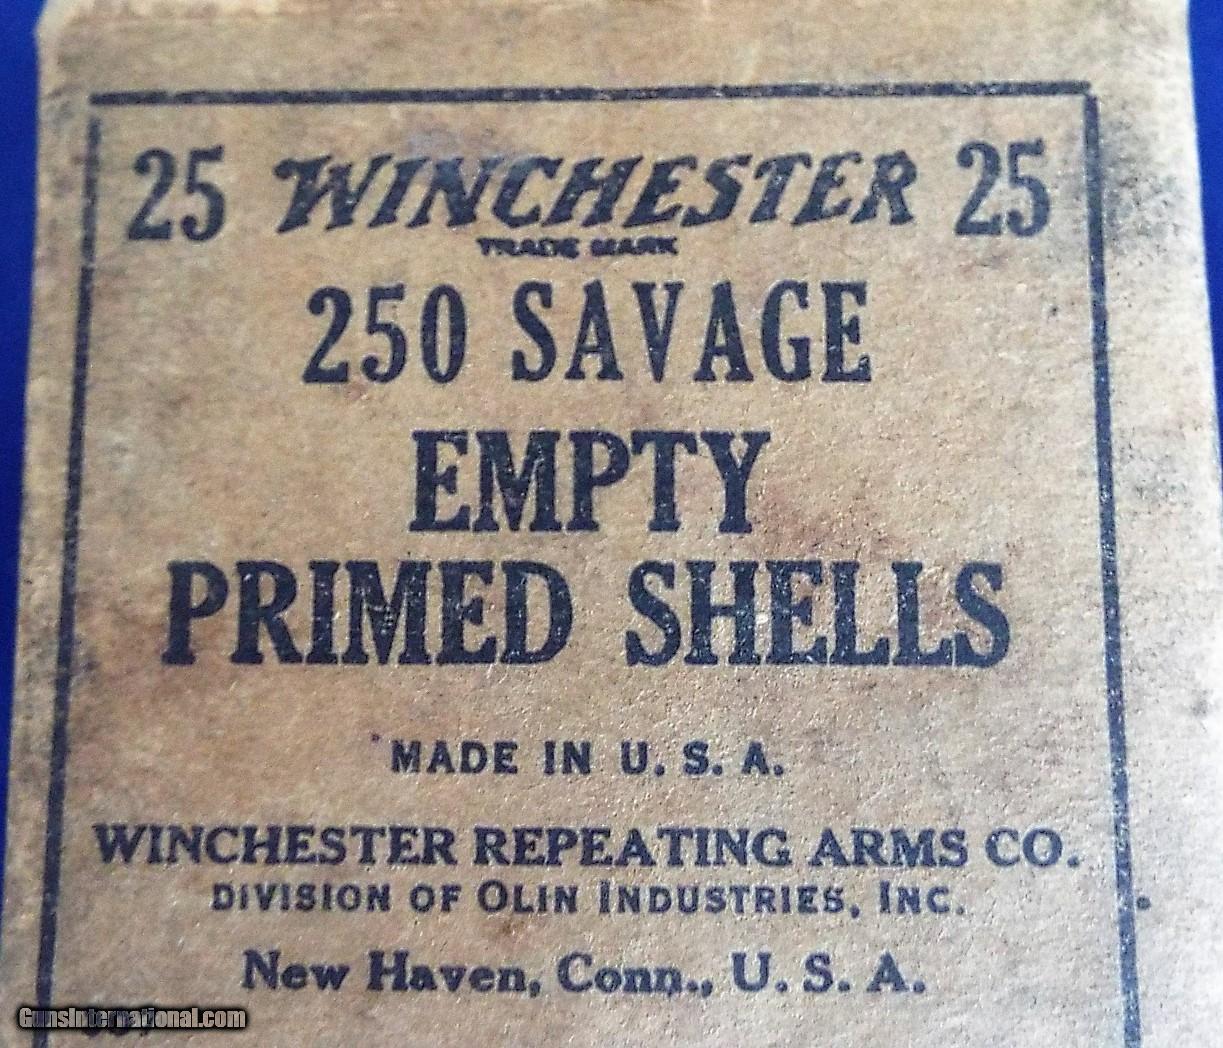 25 WINCHESTER 25
TRADE MARK
250 SAVAGE
EMPTY
PRIMED SHELLS
MADE IN U. S. A.
WINCHESTER REPEATING ARMS CO.
DIVISION OF OLIN INDUSTRIES, INC.
New Haven, Conn., U. S. A.
GunsInternational.com